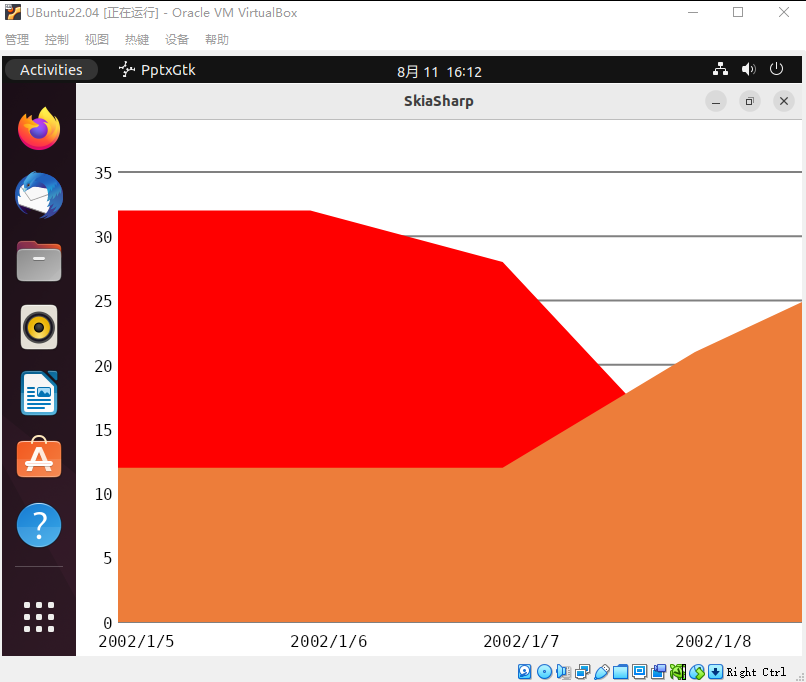 UBuntu22.04 [正在运行] - Oracle VM VirtualBox
管理 控制 视图 热键 设备 帮助
Activities PptxGtk 8月 11 16:12
SkiaSharp
35
30
25
20
15
10
5
0
2002/1/5 2002/1/6 2002/1/7 2002/1/8
Right Ctrl